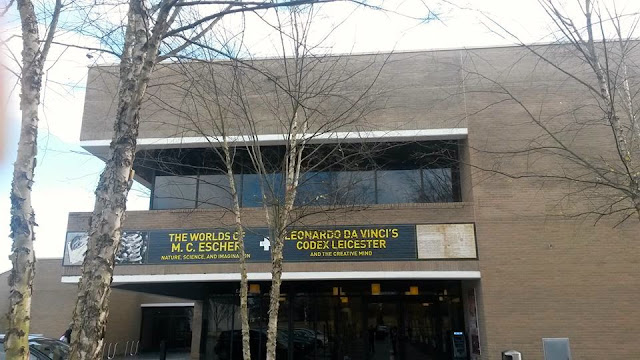 THE WORLDS OF
M. C. ESCHER
NATURE, SCIENCE, AND IMAGINATION
+
LEONARDO DA VINCI'S
CODEX LEICESTER
AND THE CREATIVE MIND